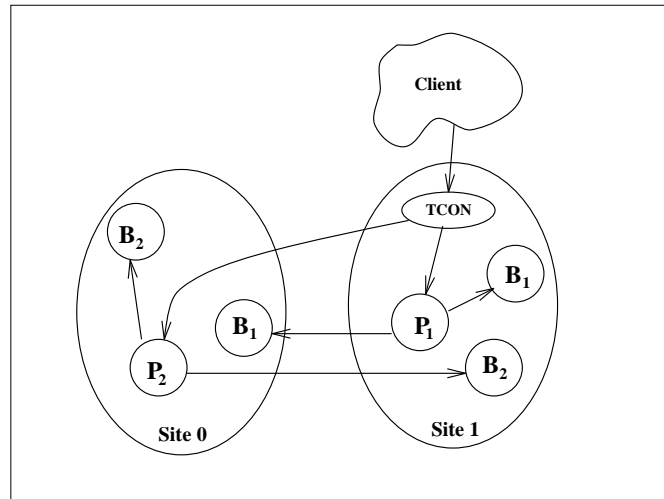 Client
TCON
B₂
B₁
B₁
P₁
P₂
B₂
Site 0
Site 1